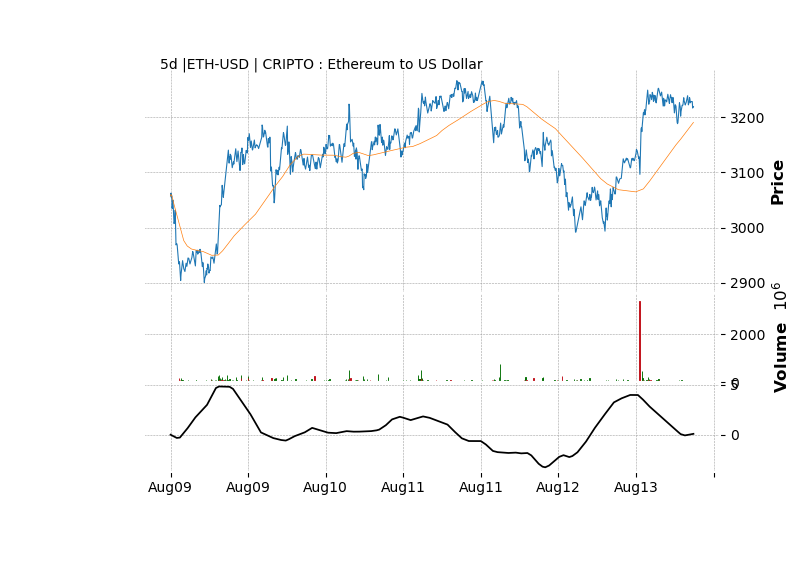 5d |ETH-USD | CRIPTO : Ethereum to US Dollar
3200
3100
3000
2900
Price
2000
0
Volume 10^6
5
0
Aug09 Aug09 Aug10 Aug11 Aug11 Aug12 Aug13